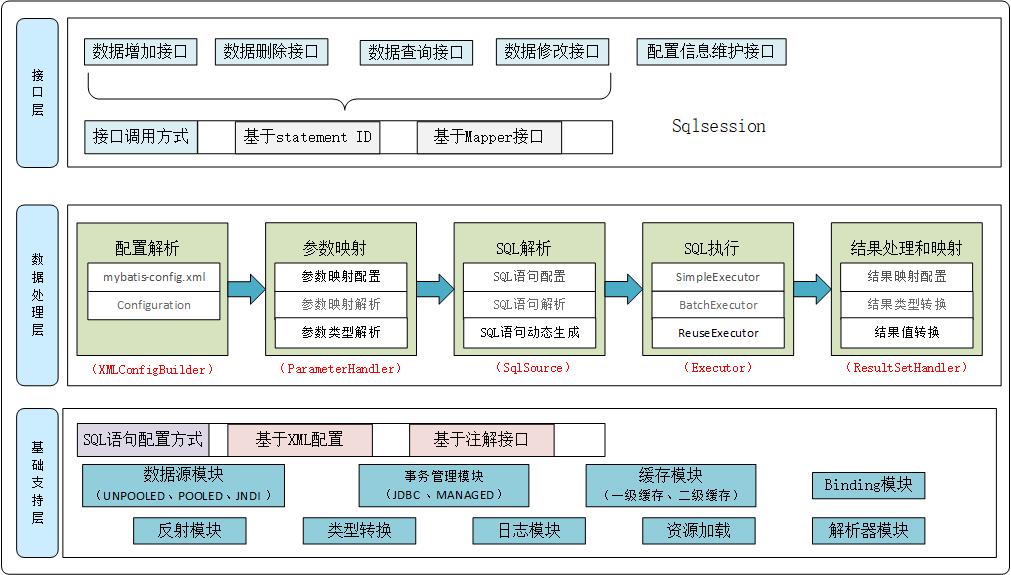 接口层
数据增加接口
数据删除接口
数据查询接口
数据修改接口
配置信息维护接口
接口调用方式
基于statement ID
基于Mapper接口
Sqlsession
数据处理层
配置解析
mybatis-config.xml
Configuration
(XMLConfigBuilder)
参数映射
参数映射配置
参数映射解析
参数类型解析
(ParameterHandler)
SQL解析
SQL语句配置
SQL语句解析
SQL语句动态生成
(SqlSource)
SQL执行
SimpleExecutor
BatchExecutor
ReuseExecutor
(Executor)
结果处理和映射
结果映射配置
结果类型转换
结果值转换
(ResultSetHandler)
基础支持层
SQL语句配置方式
基于XML配置
基于注解接口
数据源模块
(UNPOOLED、POOLED、JNDI)
事务管理模块
(JDBC、MANAGED)
缓存模块
(一级缓存、二级缓存)
Binding模块
反射模块
类型转换
日志模块
资源加载
解析器模块